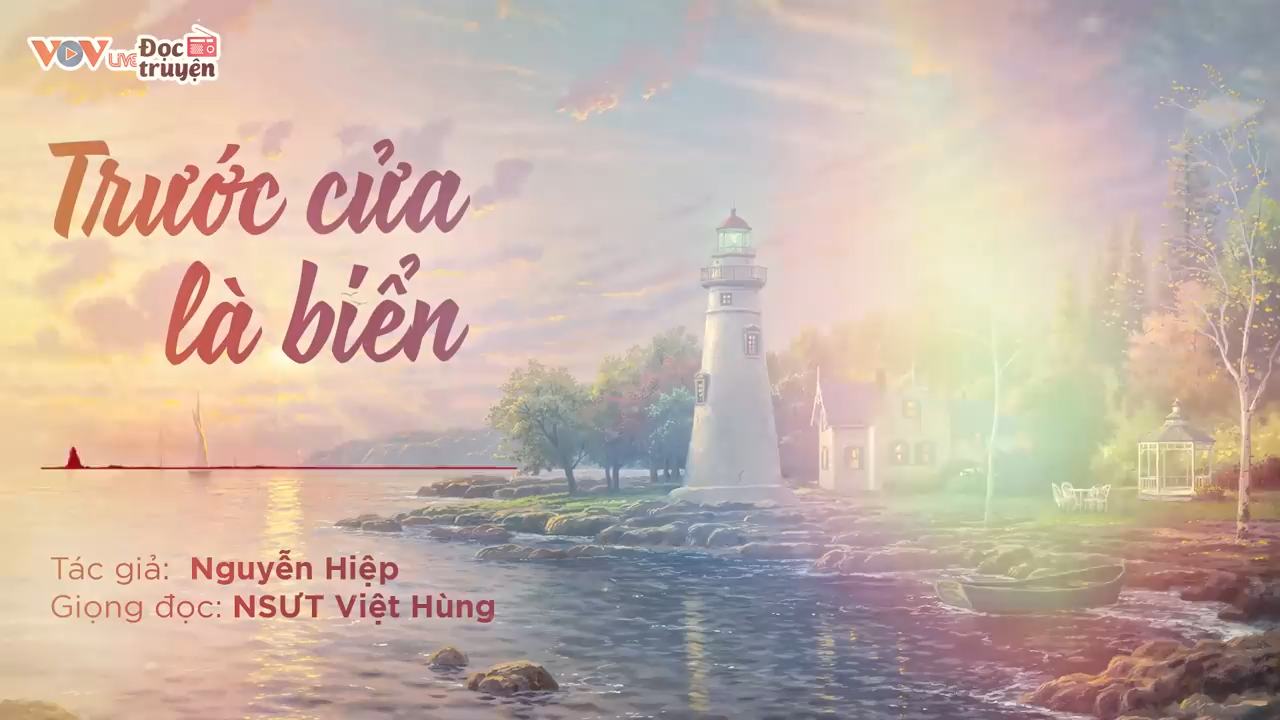 VOV LIVE Đọc
truyện
Trước cửa
là biển
Tác giả: Nguyễn Hiệp
Giọng đọc: NSƯT Việt Hùng